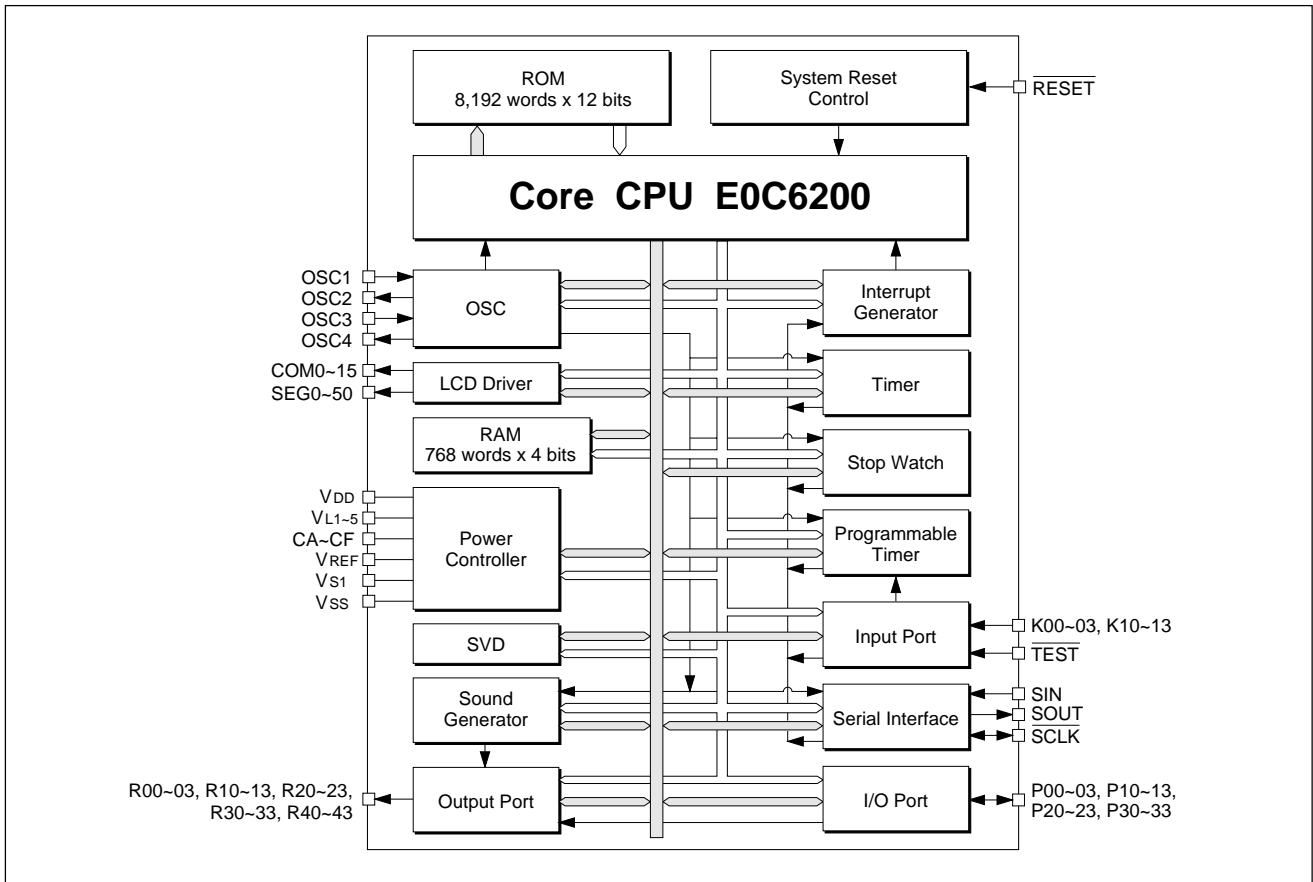 ROM
8,192 words x 12 bits
System Reset
Control
RESET
Core CPU E0C6200
OSC1
OSC2
OSC3
OSC4
OSC
Interrupt
Generator
COM0~15
SEG0~50
LCD Driver
Timer
RAM
768 words x 4 bits
Stop Watch
VDD
VL1~5
CA~CF
VREF
VS1
VSS
Power
Controller
Programmable
Timer
SVD
Input Port
K00~03, K10~13
TEST
Sound
Generator
Serial Interface
SIN
SOUT
SCLK
R00~03, R10~13, R20~23,
R30~33, R40~43
Output Port
I/O Port
P00~03, P10~13,
P20~23, P30~33